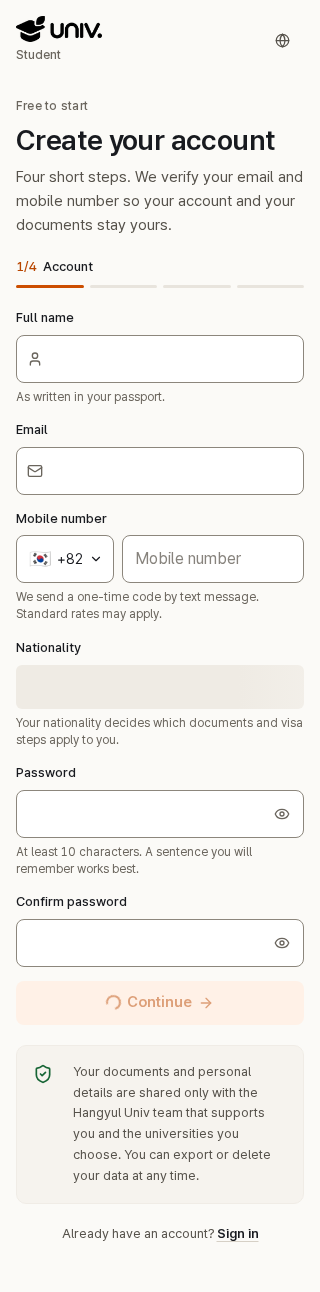 UNIV.
Student
Free to start
Create your account
Four short steps. We verify your email and
mobile number so your account and your
documents stay yours.
1/4 Account
Full name
As written in your passport.
Email
Mobile number
+82
Mobile number
We send a one-time code by text message.
Standard rates may apply.
Nationality
Your nationality decides which documents and visa
steps apply to you.
Password
At least 10 characters. A sentence you will
remember works best.
Confirm password
Continue →
Your documents and personal
details are shared only with the
Hangyul Univ team that supports
you and the universities you
choose. You can export or delete
your data at any time.
Already have an account? Sign in